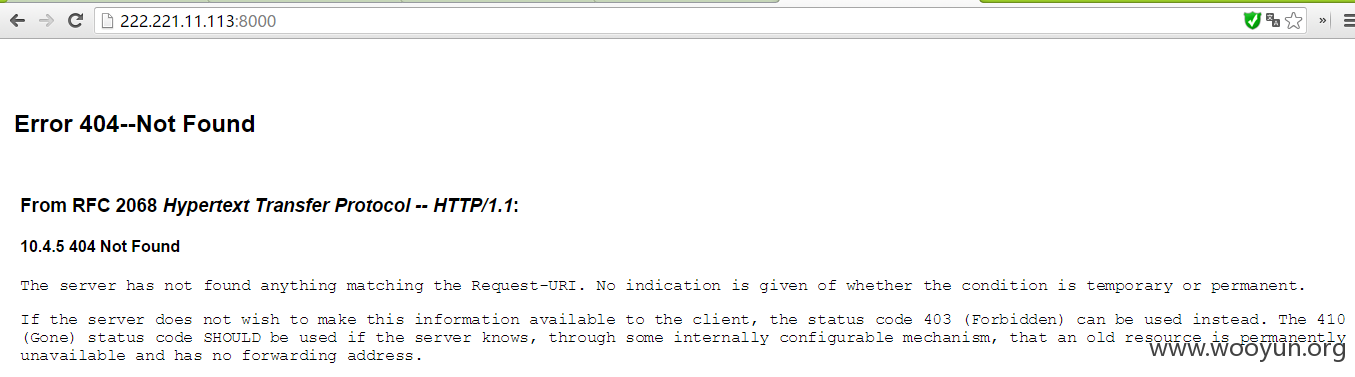 222.221.11.113:8000
»
Error 404--Not Found
From RFC 2068 Hypertext Transfer Protocol -- HTTP/1.1:
10.4.5 404 Not Found
The server has not found anything matching the Request-URI. No indication is given of whether the condition is temporary or permanent.
If the server does not wish to make this information available to the client, the status code 403 (Forbidden) can be used instead. The 410
(Gone) status code SHOULD be used if the server knows, through some internally configurable mechanism, that an old resource is permanently
unavailable and has no forwarding address.
www.wooyun.org